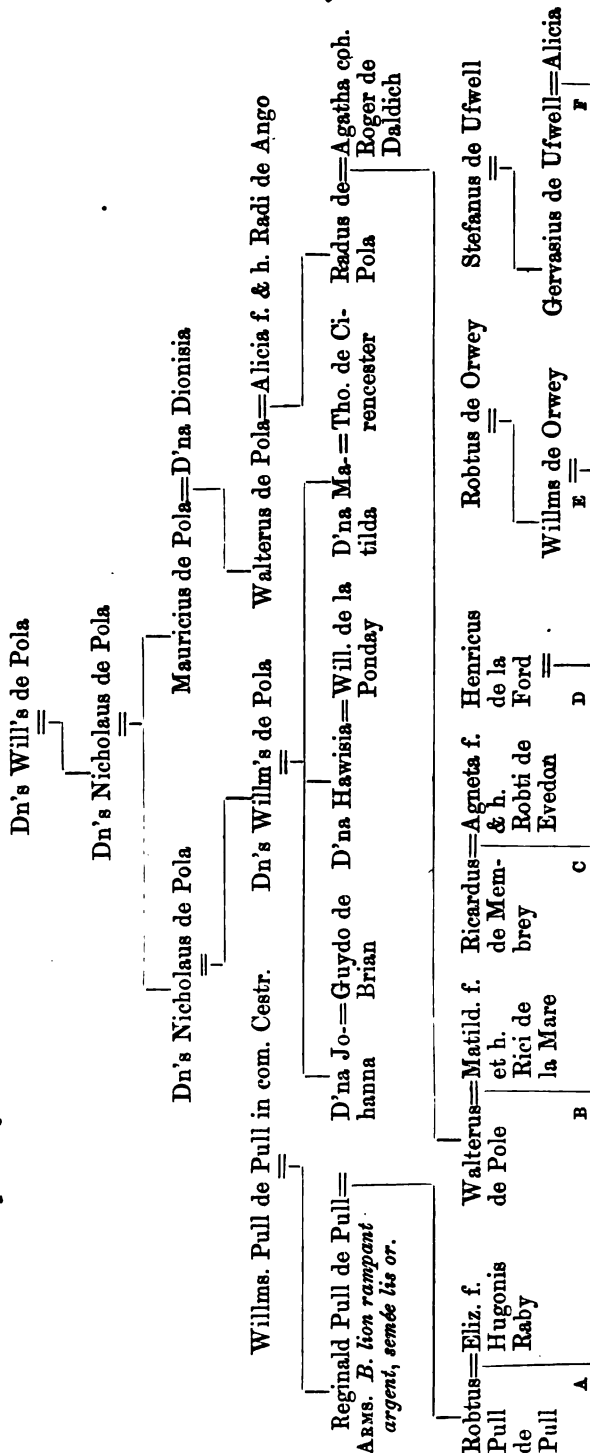 Dn's Will's de Pola
Dn's Nicholaus de Pola
Dn's Nicholaus de Pola
Mauricius de Pola=D'na Dionisia
Willms. Pull de Pull in com. Cestr.
Dn's Willm's de Pola
Walterus de Pola=Alicia f. & h. Radi de Ango
Reginald Pull de Pull=
ARMS. B. lion rampant
argent, semée lis or.
D'na Jo-=Guydo de
hanna Brian
D'na Hawisia=Will. de la
Ponday
D'na Ma-=Tho. de Ci-
tilda rencester
Radus de=Agatha coh.
Pola Roger de
Daldich
Robtus=Eliz. f.
Pull Hugonis
de Raby
Pull
Walterus=Matild. f.
de Pole et h.
Rici de
la Mare
Ricardus=Agneta f.
de Mem- & h.
brey Robti de
Evedon
Henricus
de la
Ford
Robtus de Orwey
Willms de Orwey
Stefanus de Ufwell
Gervasius de Ufwell=Alicia
A B C D E F